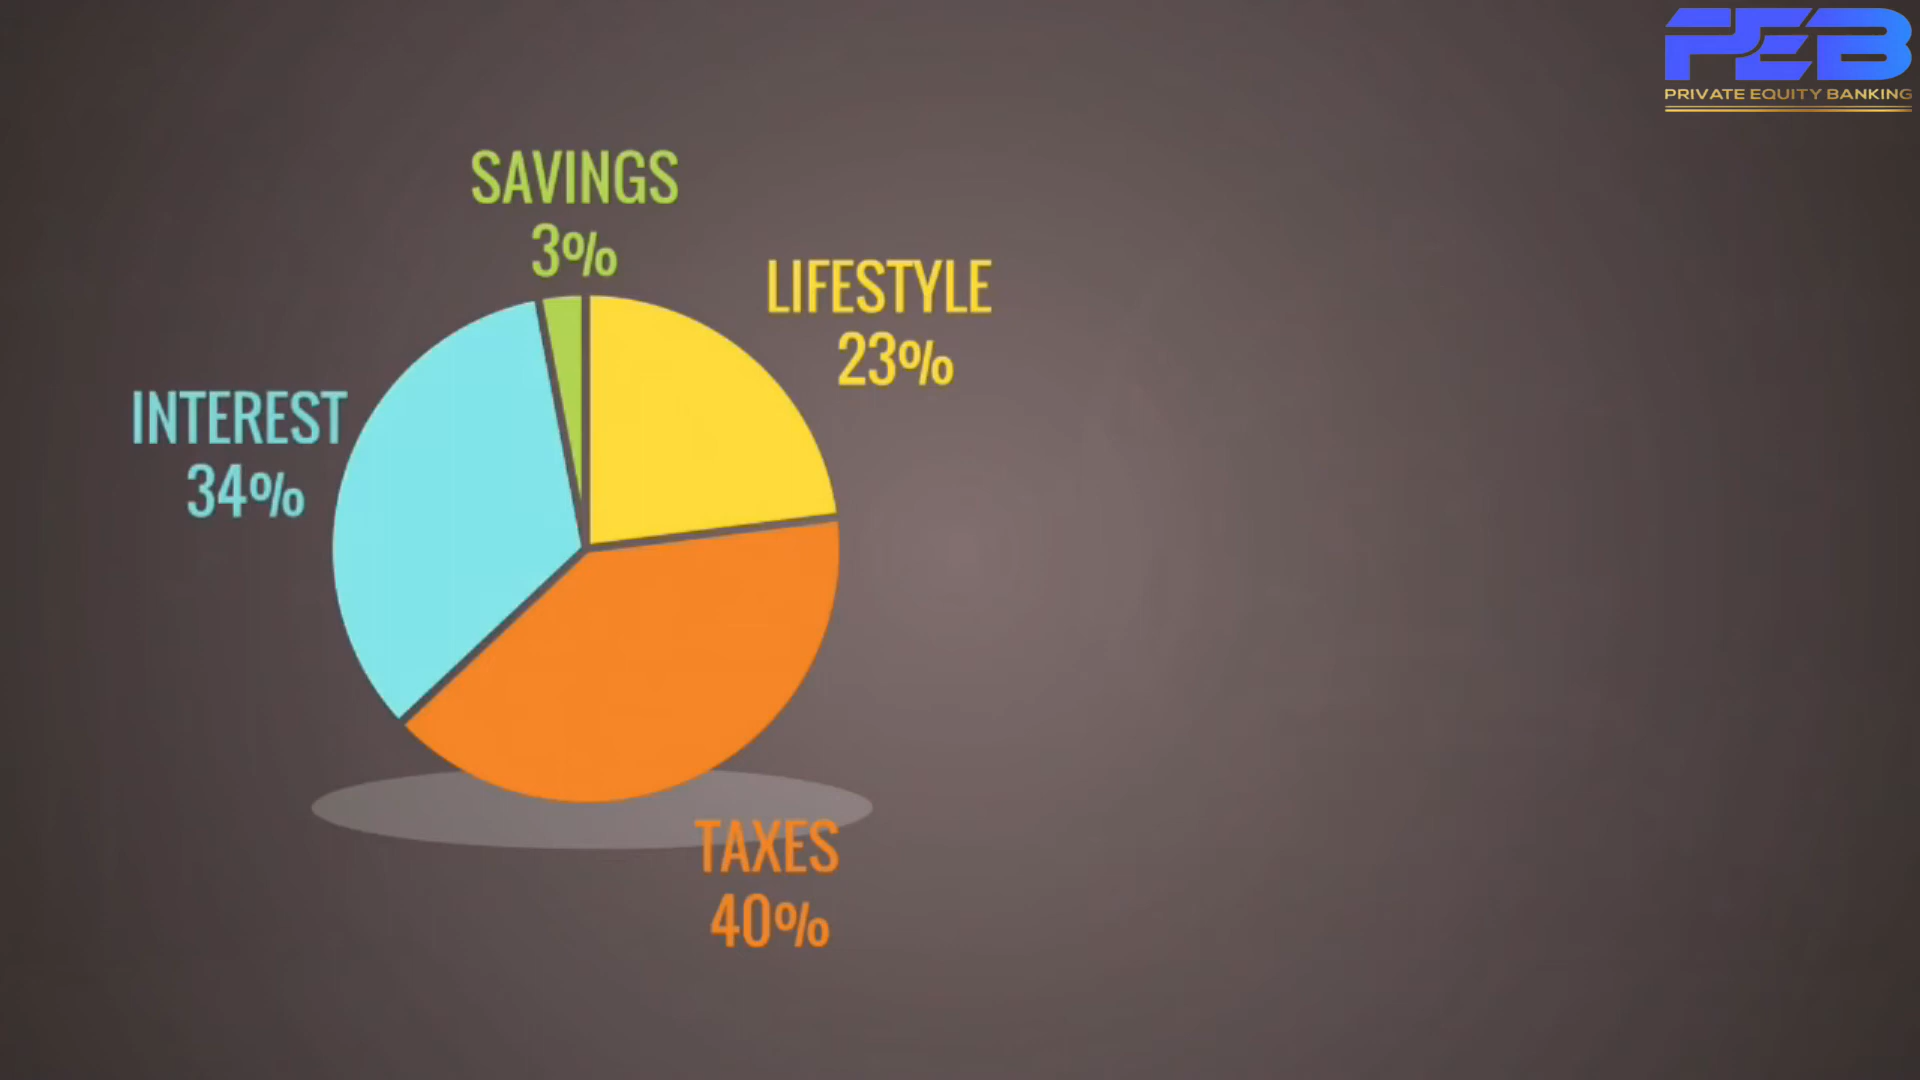 PEB
PRIVATE EQUITY BANKING
SAVINGS
3%
LIFESTYLE
23%
INTEREST
34%
TAXES
40%